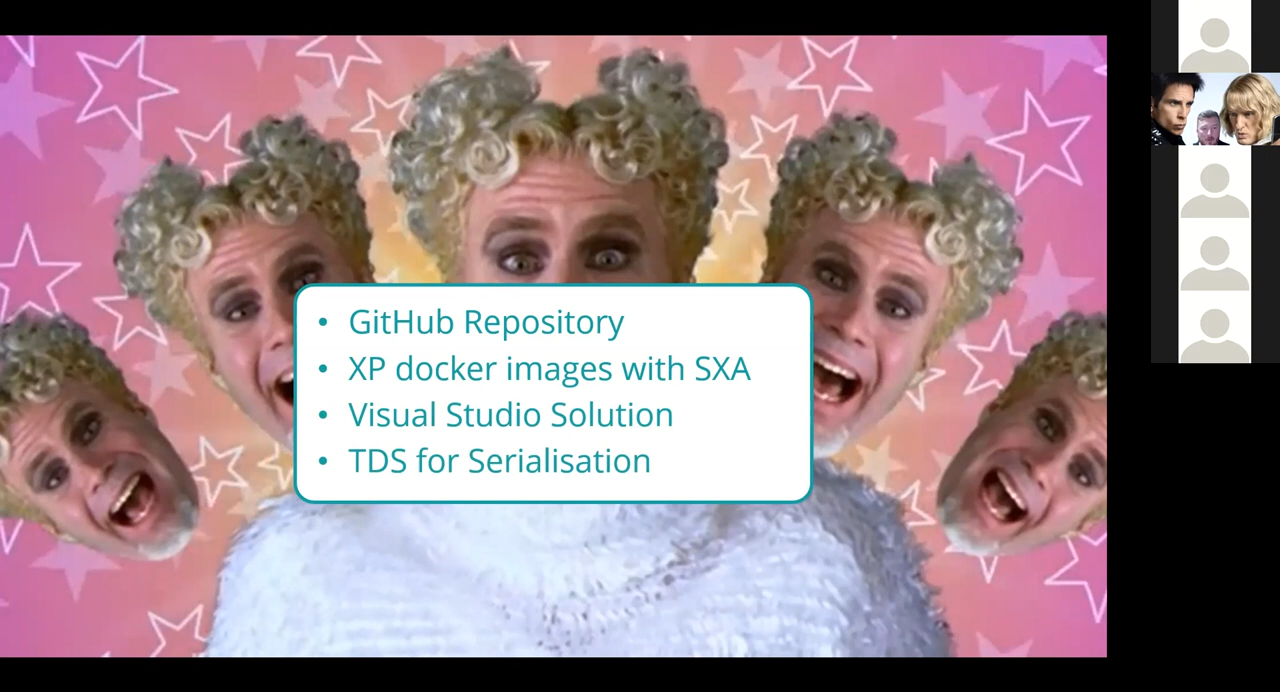 • GitHub Repository
• XP docker images with SXA
• Visual Studio Solution
• TDS for Serialisation